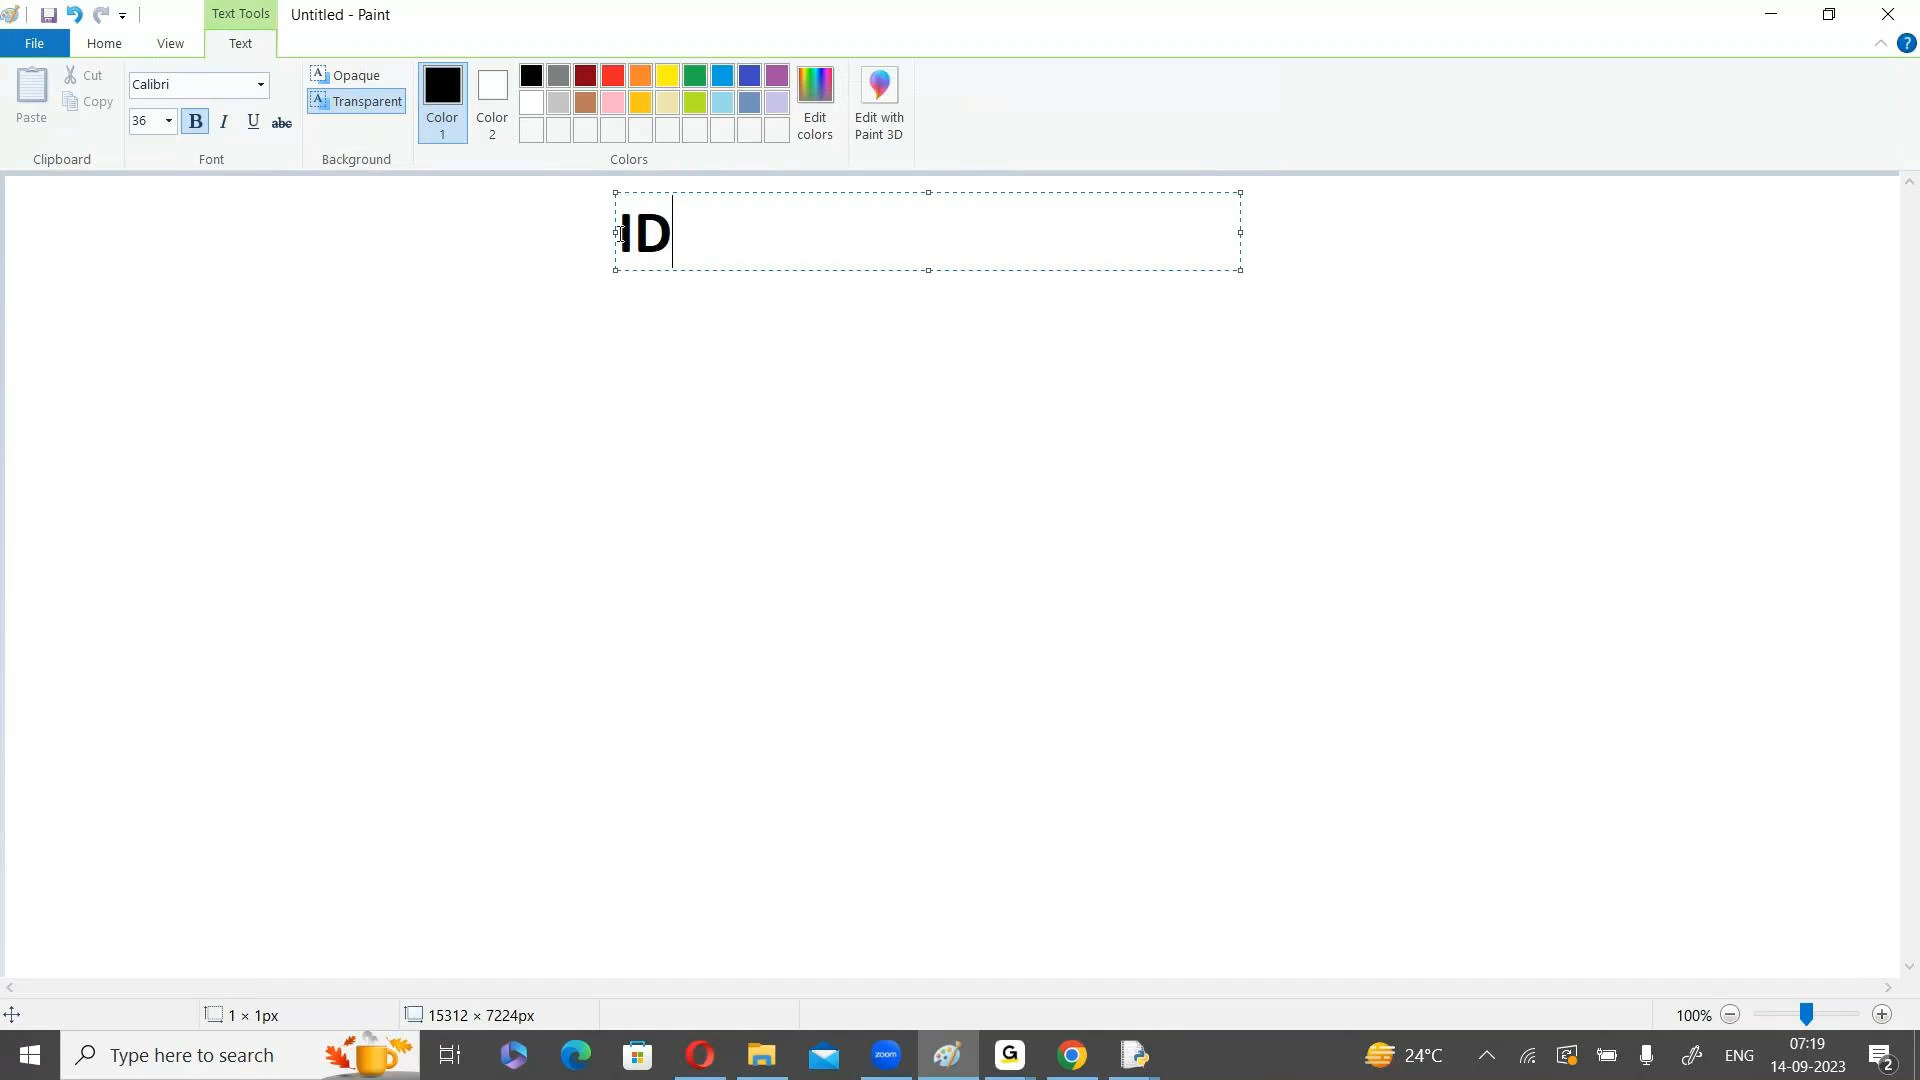 Text Tools
Untitled - Paint
File
Home
View
Text
Paste
Cut
Copy
Clipboard
Calibri
36
B
I
U
abc
Font
A
Opaque
A
Transparent
Background
Color
1
Color
2
Edit
colors
Colors
Edit with
Paint 3D
?
ID
1 × 1px
15312 × 7224px
100%
Type here to search
zoom
G
24°C
ENG
07:19
14-09-2023
2